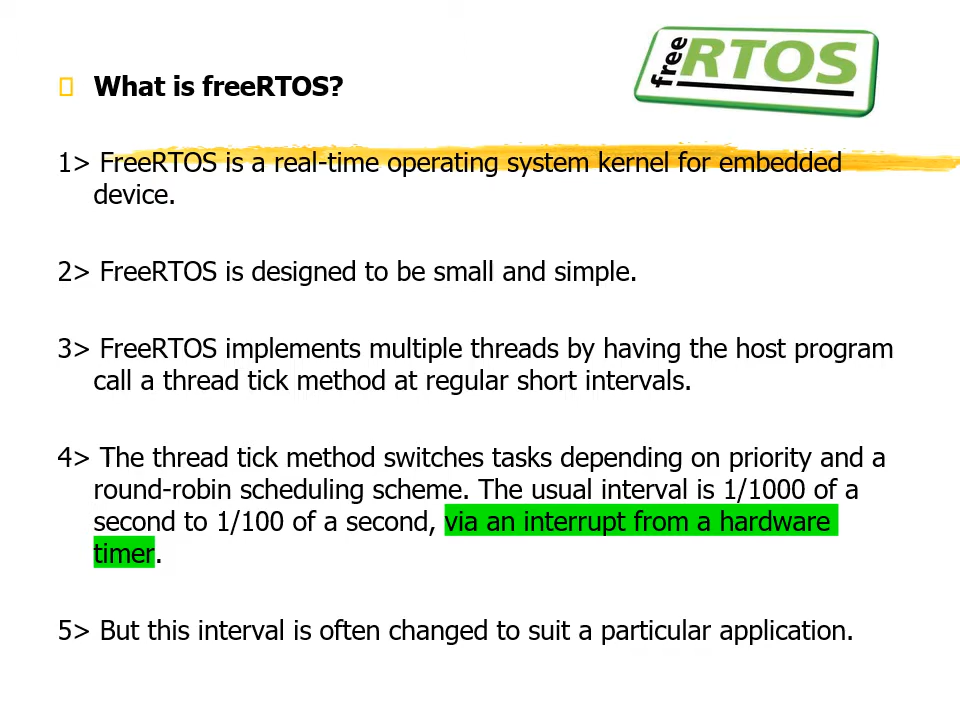 free RTOS
What is freeRTOS?
1> FreeRTOS is a real-time operating system kernel for embedded
device.
2> FreeRTOS is designed to be small and simple.
3> FreeRTOS implements multiple threads by having the host program
call a thread tick method at regular short intervals.
4> The thread tick method switches tasks depending on priority and a
round-robin scheduling scheme. The usual interval is 1/1000 of a
second to 1/100 of a second, via an interrupt from a hardware
timer.
5> But this interval is often changed to suit a particular application.